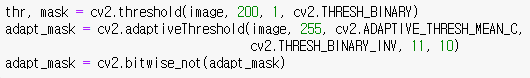 thr, mask = cv2.threshold(image, 200, 1, cv2.THRESH_BINARY)
adapt_mask = cv2.adaptiveThreshold(image, 255, cv2.ADAPTIVE_THRESH_MEAN_C,
cv2.THRESH_BINARY_INV, 11, 10)
adapt_mask = cv2.bitwise_not(adapt_mask)